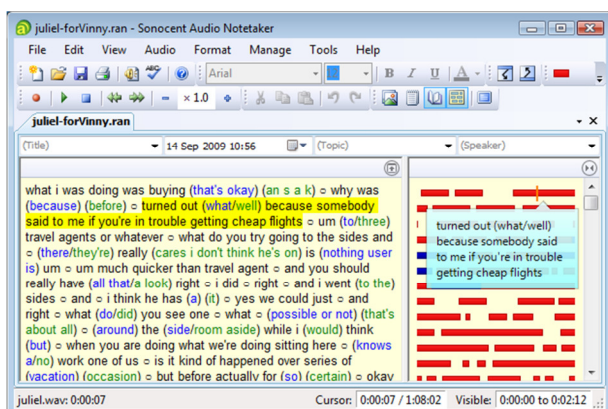 juliel-forVinny.ran - Sonocent Audio Notetaker
File Edit View Audio Format Manage Tools Help
Arial B I U A
× 1.0
juliel-forVinny.ran
(Title) 14 Sep 2009 10:56 (Topic) (Speaker)
what i was doing was buying (that's okay) (an s a k) ○ why was
(because) (before) ○ turned out (what/well) because somebody
said to me if you're in trouble getting cheap flights ○ um (to/three)
travel agents or whatever ○ what do you try going to the sides and
○ (there/they're) really (cares i don't think he's on) is (nothing user
is) um ○ um much quicker than travel agent ○ and you should
really have (all that/a look) right ○ i did ○ right ○ and i went (to the)
sides ○ and ○ i think he has (a) (it) ○ yes we could just ○ and
right ○ what (do/did) you see one ○ what ○ (possible or not) (that's
about all) ○ (around) the (side/room aside) while i (would) think
(but) ○ when you are doing what we're doing sitting here ○ (knows
a/no) work one of us ○ is it kind of happened over series of
(vacation) (occasion) ○ but before actually for (so) (certain) ○ okay
turned out (what/well)
because somebody said
to me if you're in trouble
getting cheap flights
juliel.wav: 0:00:07 Cursor: 0:00:07 / 1:08:02 Visible: 0:00:00 to 0:02:12